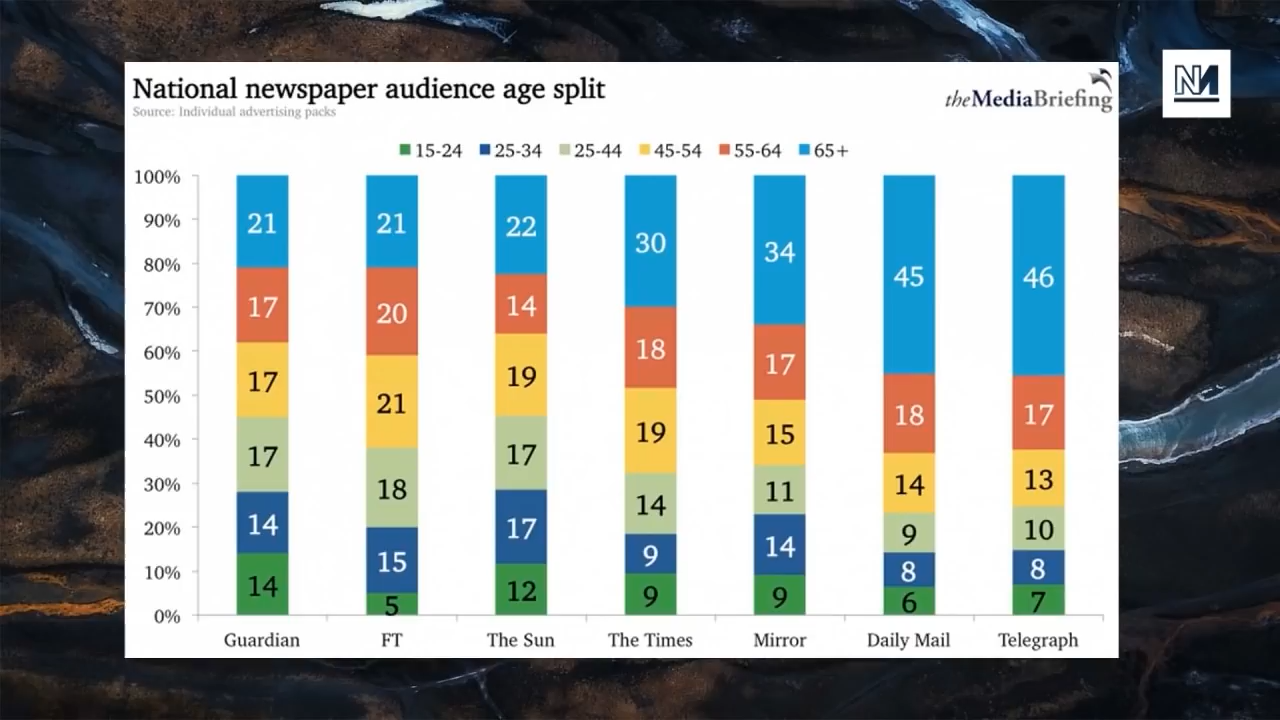 National newspaper audience age split
Source: Individual advertising packs
theMediaBriefing
NM
15-24 25-34 25-44 45-54 55-64 65+
100%
90%
80%
70%
60%
50%
40%
30%
20%
10%
0%
21 21 22 30 34 45 46
17 20 14 18 17 18 17
17 21 19 19 15 14 13
17 18 17 14 11 9 10
14 15 17 9 14 8 8
14 5 12 9 9 6 7
Guardian FT The Sun The Times Mirror Daily Mail Telegraph